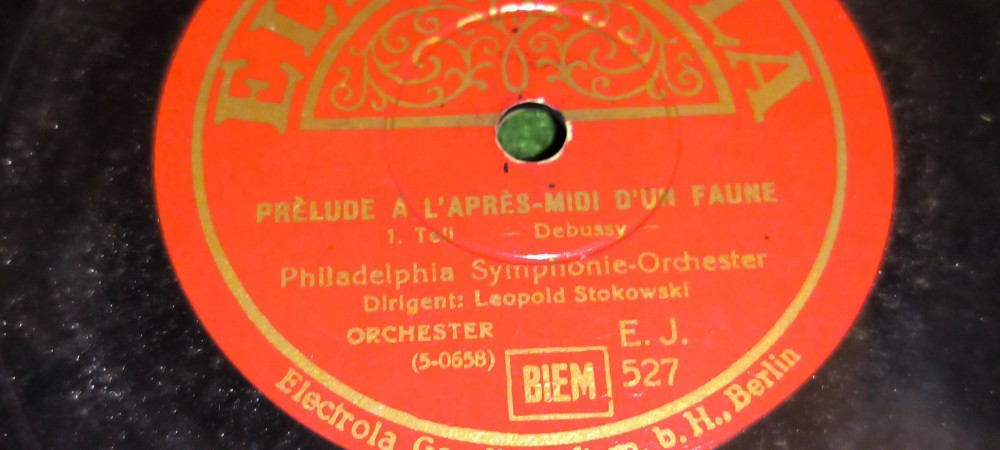 PRÈLUDE A L'APRÈS-MIDI D'UN FAUNE
1. Teil — Debussy —
Philadelphia Symphonie-Orchester
Dirigent: Leopold Stokowski
ORCHESTER E. J.
(5-0658) BIEM 527
Electrola m. b. H., Berlin